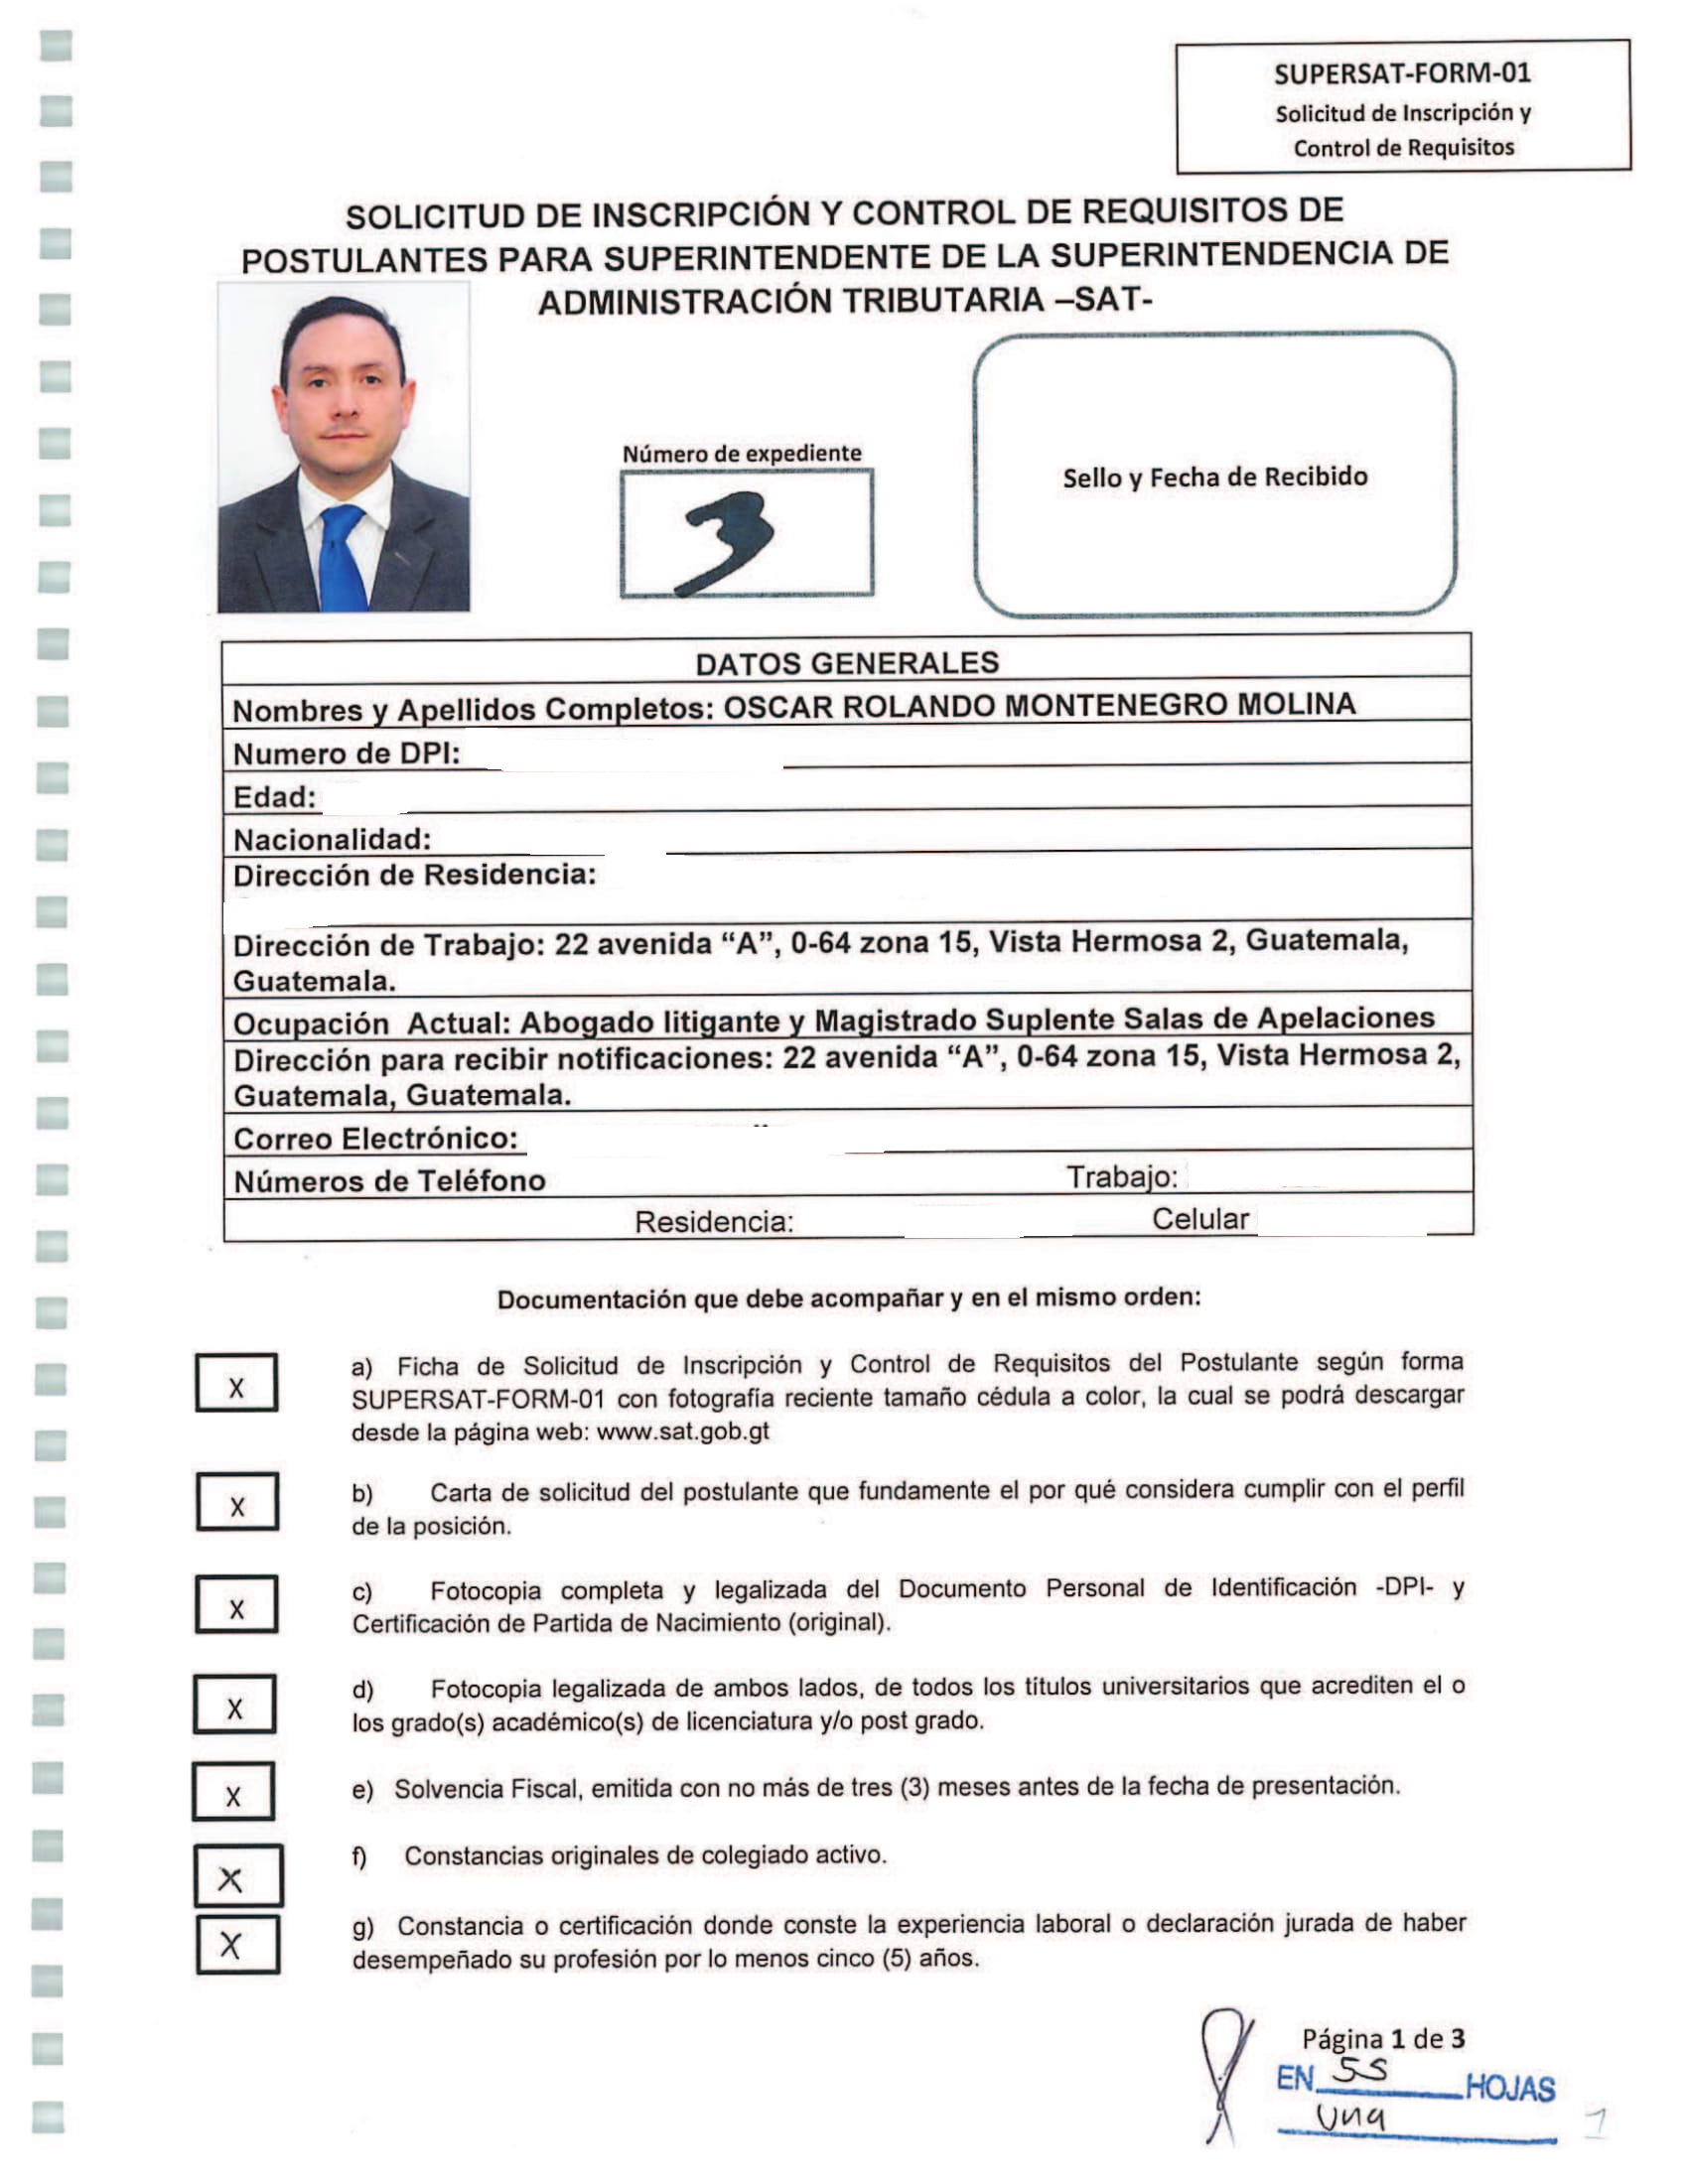 SUPERSAT-FORM-01
Solicitud de Inscripción y
Control de Requisitos
SOLICITUD DE INSCRIPCIÓN Y CONTROL DE REQUISITOS DE
POSTULANTES PARA SUPERINTENDENTE DE LA SUPERINTENDENCIA DE
ADMINISTRACIÓN TRIBUTARIA –SAT-
Número de expediente
3
Sello y Fecha de Recibido
DATOS GENERALES
Nombres y Apellidos Completos: OSCAR ROLANDO MONTENEGRO MOLINA
Numero de DPI:
Edad:
Nacionalidad:
Dirección de Residencia:
Dirección de Trabajo: 22 avenida “A”, 0-64 zona 15, Vista Hermosa 2, Guatemala,
Guatemala.
Ocupación Actual: Abogado litigante y Magistrado Suplente Salas de Apelaciones
Dirección para recibir notificaciones: 22 avenida “A”, 0-64 zona 15, Vista Hermosa 2,
Guatemala, Guatemala.
Correo Electrónico:
Números de Teléfono Trabajo:
Residencia: Celular
Documentación que debe acompañar y en el mismo orden:
X a) Ficha de Solicitud de Inscripción y Control de Requisitos del Postulante según forma
SUPERSAT-FORM-01 con fotografía reciente tamaño cédula a color, la cual se podrá descargar
desde la página web: www.sat.gob.gt
X b) Carta de solicitud del postulante que fundamente el por qué considera cumplir con el perfil
de la posición.
X c) Fotocopia completa y legalizada del Documento Personal de Identificación -DPI- y
Certificación de Partida de Nacimiento (original).
X d) Fotocopia legalizada de ambos lados, de todos los títulos universitarios que acrediten el o
los grado(s) académico(s) de licenciatura y/o post grado.
X e) Solvencia Fiscal, emitida con no más de tres (3) meses antes de la fecha de presentación.
X f) Constancias originales de colegiado activo.
X g) Constancia o certificación donde conste la experiencia laboral o declaración jurada de haber
desempeñado su profesión por lo menos cinco (5) años.
Página 1 de 3
EN 55 HOJAS
una
1